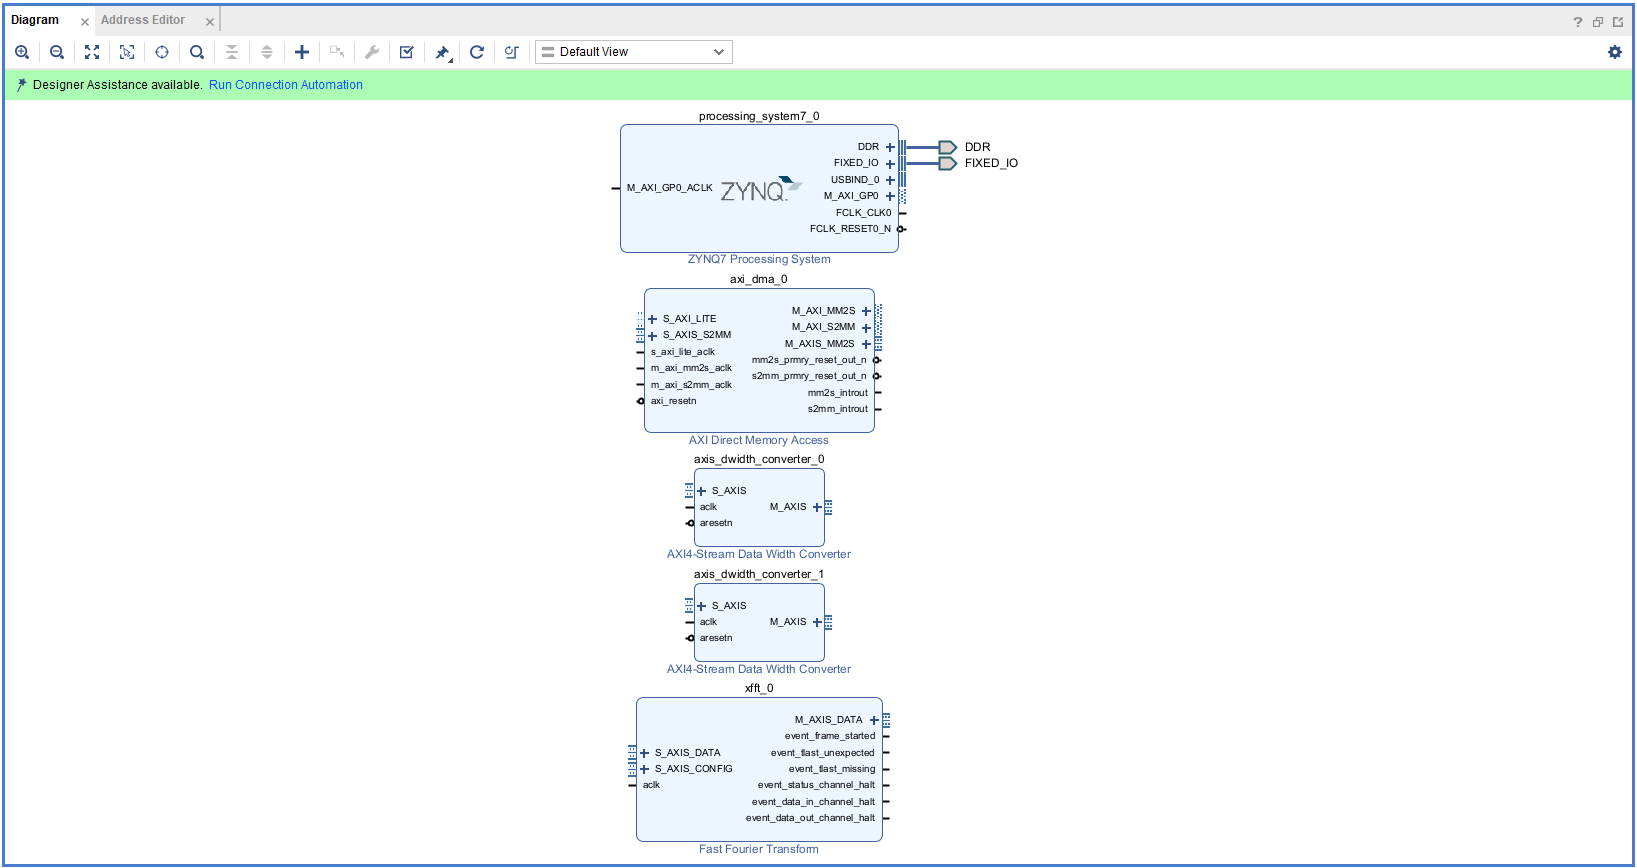 Diagram × Address Editor ×
?
Default View
Designer Assistance available. Run Connection Automation
processing_system7_0
DDR
FIXED_IO
USBIND_0
M_AXI_GP0
FCLK_CLK0
FCLK_RESET0_N
M_AXI_GP0_ACLK
ZYNQ
DDR
FIXED_IO
ZYNQ7 Processing System
axi_dma_0
S_AXI_LITE
S_AXIS_S2MM
s_axi_lite_aclk
m_axi_mm2s_aclk
m_axi_s2mm_aclk
axi_resetn
M_AXI_MM2S
M_AXI_S2MM
M_AXIS_MM2S
mm2s_prmry_reset_out_n
s2mm_prmry_reset_out_n
mm2s_introut
s2mm_introut
AXI Direct Memory Access
axis_dwidth_converter_0
S_AXIS
aclk
aresetn
M_AXIS
AXI4-Stream Data Width Converter
axis_dwidth_converter_1
S_AXIS
aclk
aresetn
M_AXIS
AXI4-Stream Data Width Converter
xfft_0
S_AXIS_DATA
S_AXIS_CONFIG
aclk
M_AXIS_DATA
event_frame_started
event_tlast_unexpected
event_tlast_missing
event_status_channel_halt
event_data_in_channel_halt
event_data_out_channel_halt
Fast Fourier Transform